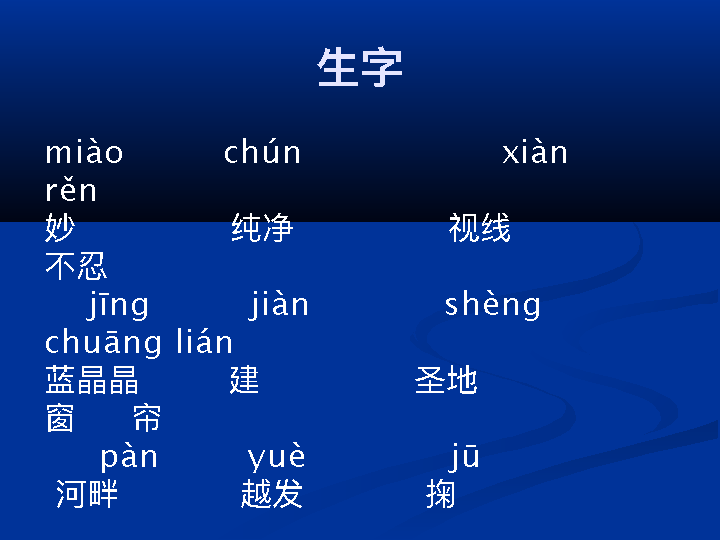 生字
miào chún xiàn
rěn
妙 纯净 视线
不忍
jīng jiàn shèng
chuāng lián
蓝晶晶 建 圣地
窗 帘
pàn yuè jū
河畔 越发 掬